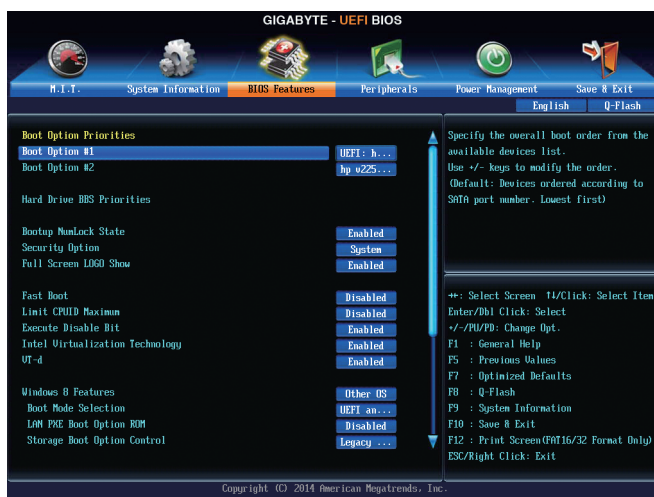 GIGABYTE - UEFI BIOS
M.I.T.
System Information
BIOS Features
Peripherals
Power Management
Save & Exit
English
Q-Flash
Boot Option Priorities
Boot Option #1 UEFI: h...
Boot Option #2 hp v225...
Hard Drive BBS Priorities
Bootup NumLock State Enabled
Security Option System
Full Screen LOGO Show Enabled
Fast Boot Disabled
Limit CPUID Maximum Disabled
Execute Disable Bit Enabled
Intel Virtualization Technology Enabled
VT-d Enabled
Windows 8 Features Other OS
Boot Mode Selection UEFI an...
LAN PXE Boot Option ROM Disabled
Storage Boot Option Control Legacy ...
Specify the overall boot order from the
available devices list.
Use +/- keys to modify the order.
(Default: Devices ordered according to
SATA port number. Lowest first)
→←: Select Screen ↑↓/Click: Select Item
Enter/Dbl Click: Select
+/-/PU/PD: Change Opt.
F1 : General Help
F5 : Previous Values
F7 : Optimized Defaults
F8 : Q-Flash
F9 : System Information
F10 : Save & Exit
F12 : Print Screen(FAT16/32 Format Only)
ESC/Right Click: Exit
Copyright (C) 2014 American Megatrends, Inc.